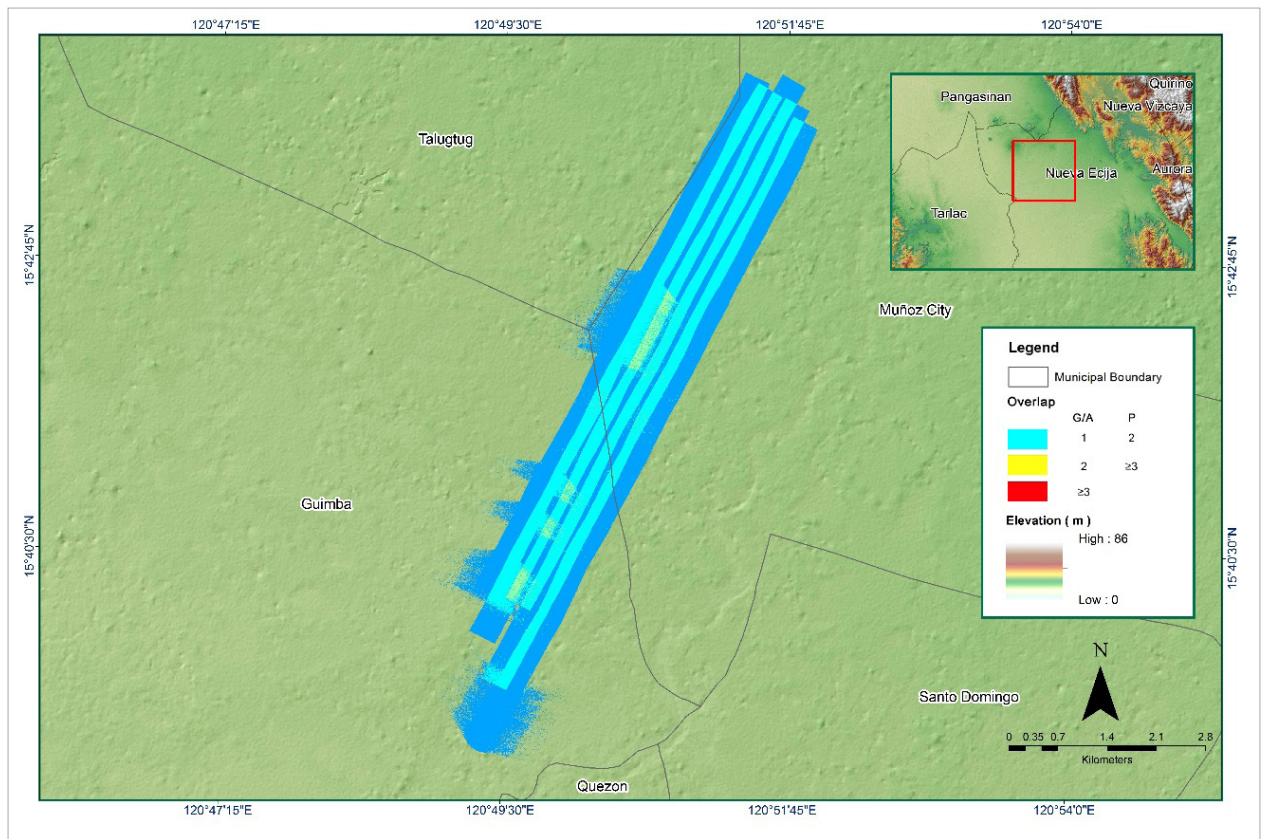 120°47'15"E
120°49'30"E
120°51'45"E
120°54'0"E
Talugtug
Pangasinan
Quirino
Nueva Vizcaya
Nueva Ecija
Aurora
Tarlac
15°42'45"N
15°42'45"N
Muñoz City
Legend
Municipal Boundary
Overlap
G/A P
1 2
2 ≥3
≥3
Elevation ( m )
High : 86
Low : 0
Guimba
15°40'30"N
15°40'30"N
N
Santo Domingo
0 0.35 0.7 1.4 2.1 2.8
Kilometers
Quezon
120°47'15"E
120°49'30"E
120°51'45"E
120°54'0"E